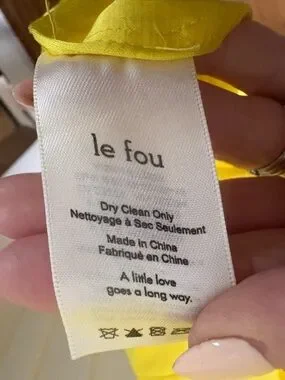 le fou
Dry Clean Only
Nettoyage à Sec Seulement
Made in China
Fabriqué en Chine
A little love
goes a long way.